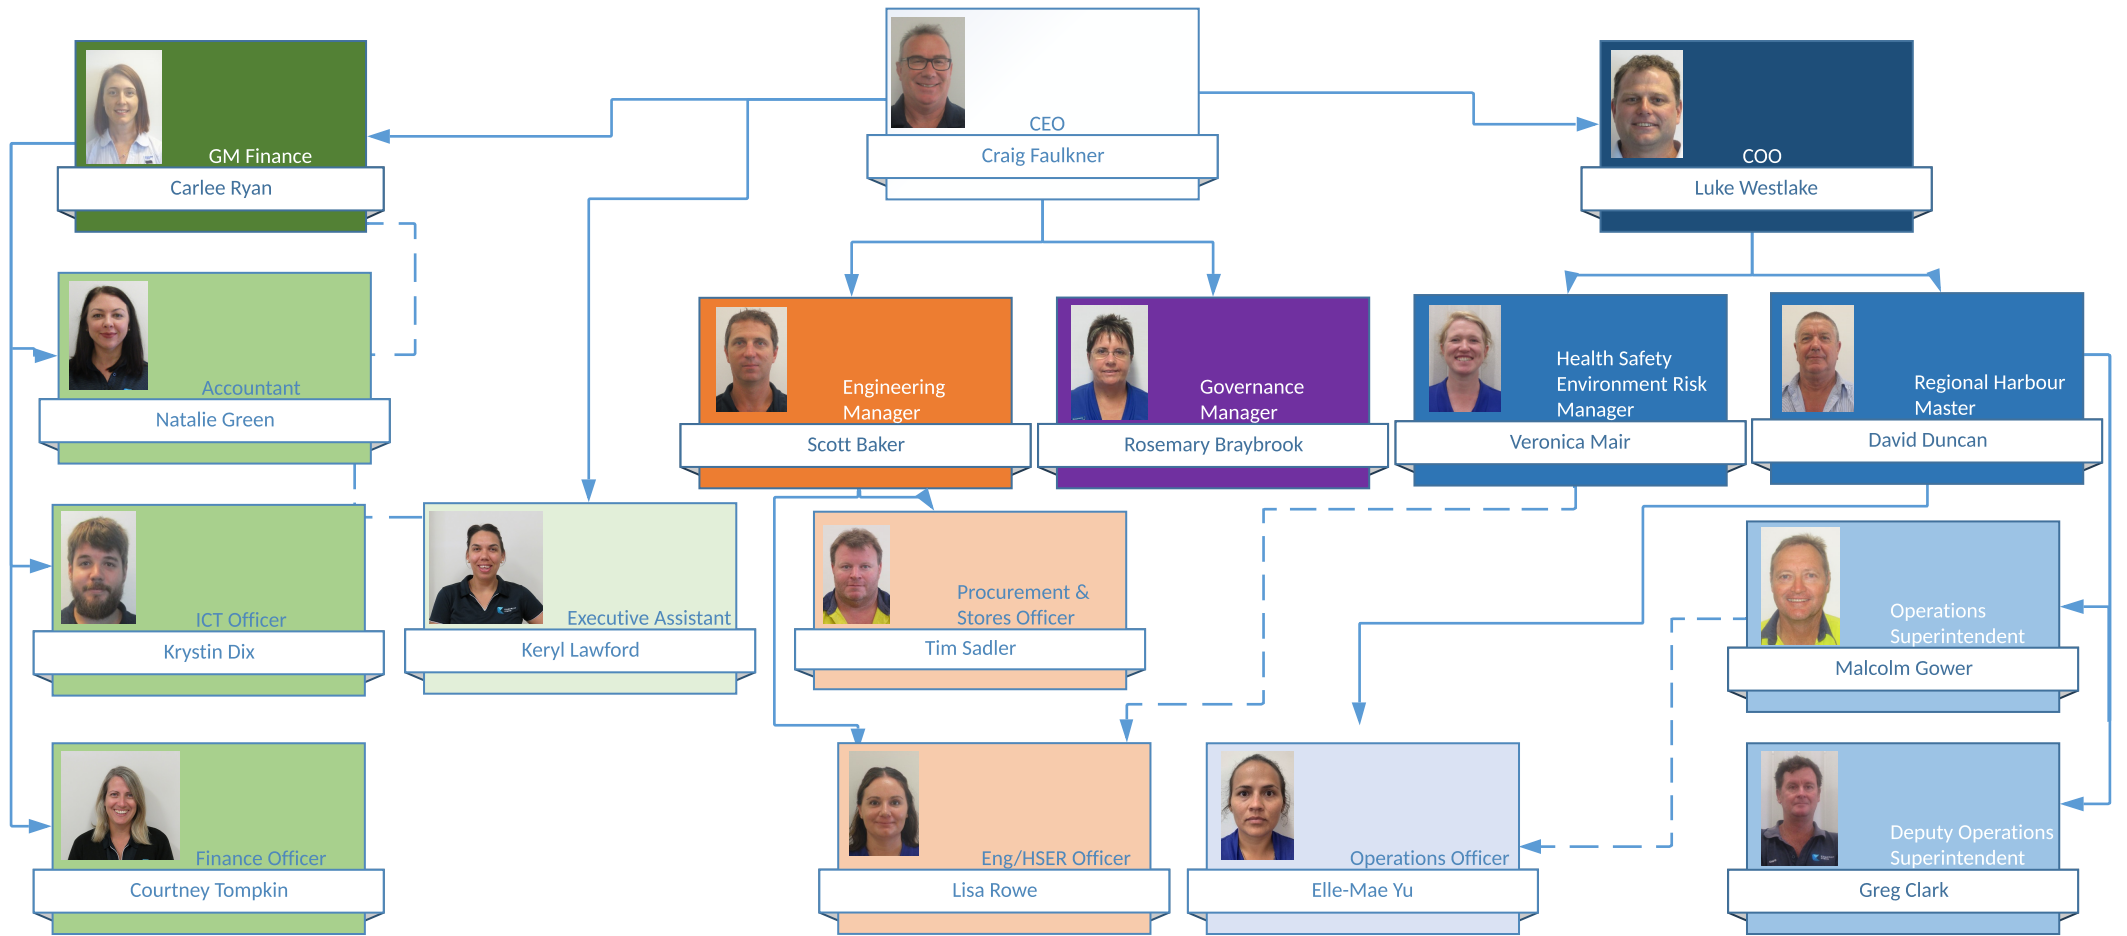 CEO
Craig Faulkner
GM Finance
Carlee Ryan
COO
Luke Westlake
Accountant
Natalie Green
Engineering
Manager
Scott Baker
Governance
Manager
Rosemary Braybrook
Health Safety
Environment Risk
Manager
Veronica Mair
Regional Harbour
Master
David Duncan
ICT Officer
Krystin Dix
Executive Assistant
Keryl Lawford
Procurement &
Stores Officer
Tim Sadler
Operations
Superintendent
Malcolm Gower
Finance Officer
Courtney Tompkin
Eng/HSER Officer
Lisa Rowe
Operations Officer
Elle-Mae Yu
Deputy Operations
Superintendent
Greg Clark